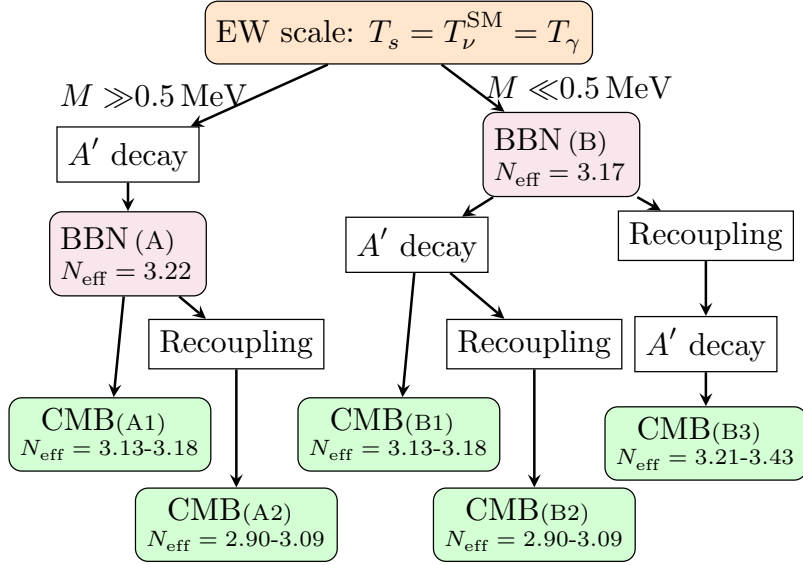 EW scale: T_s = T_ν^SM = T_γ
M ≫0.5 MeV
M ≪0.5 MeV
A′ decay
BBN (B)
N_eff = 3.17
BBN (A)
N_eff = 3.22
A′ decay
Recoupling
Recoupling
Recoupling
A′ decay
CMB(A1)
N_eff = 3.13-3.18
CMB(B1)
N_eff = 3.13-3.18
CMB(B3)
N_eff = 3.21-3.43
CMB(A2)
N_eff = 2.90-3.09
CMB(B2)
N_eff = 2.90-3.09